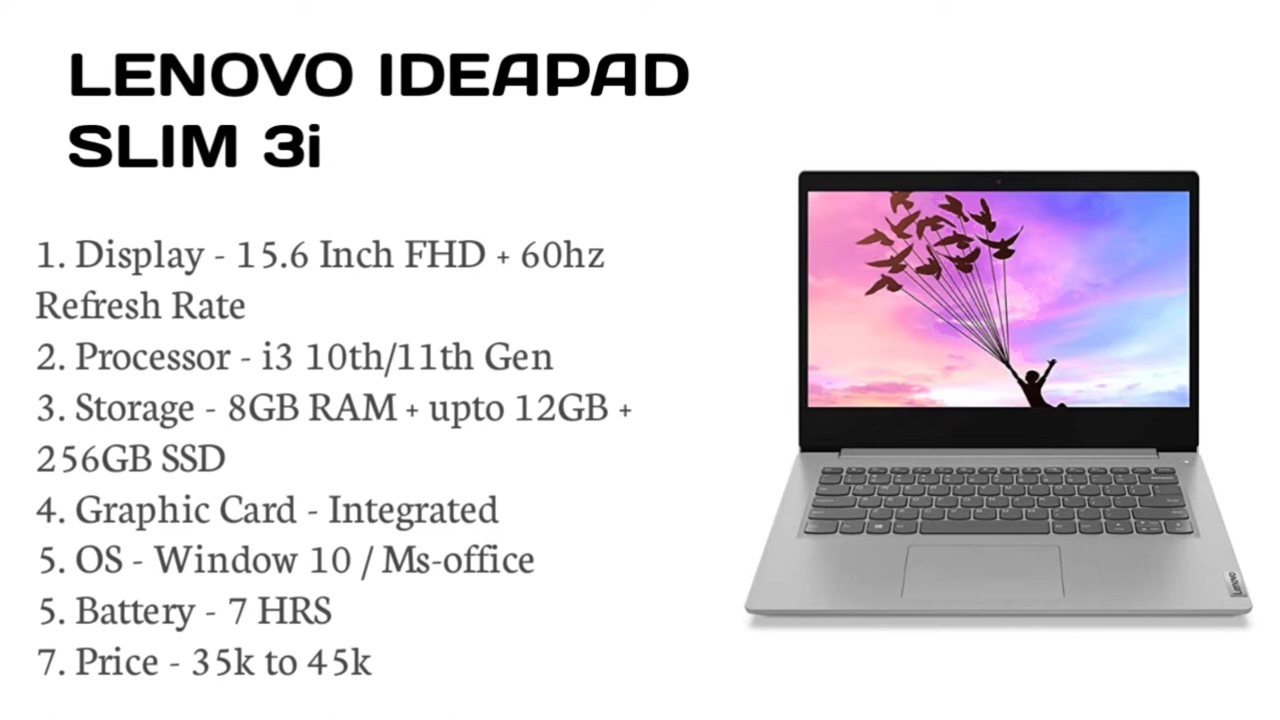 LENOVO IDEAPAD
SLIM 3i
1. Display - 15.6 Inch FHD + 60hz
Refresh Rate
2. Processor - i3 10th/11th Gen
3. Storage - 8GB RAM + upto 12GB +
256GB SSD
4. Graphic Card - Integrated
5. OS - Window 10 / Ms-office
5. Battery - 7 HRS
7. Price - 35k to 45k
Lenovo